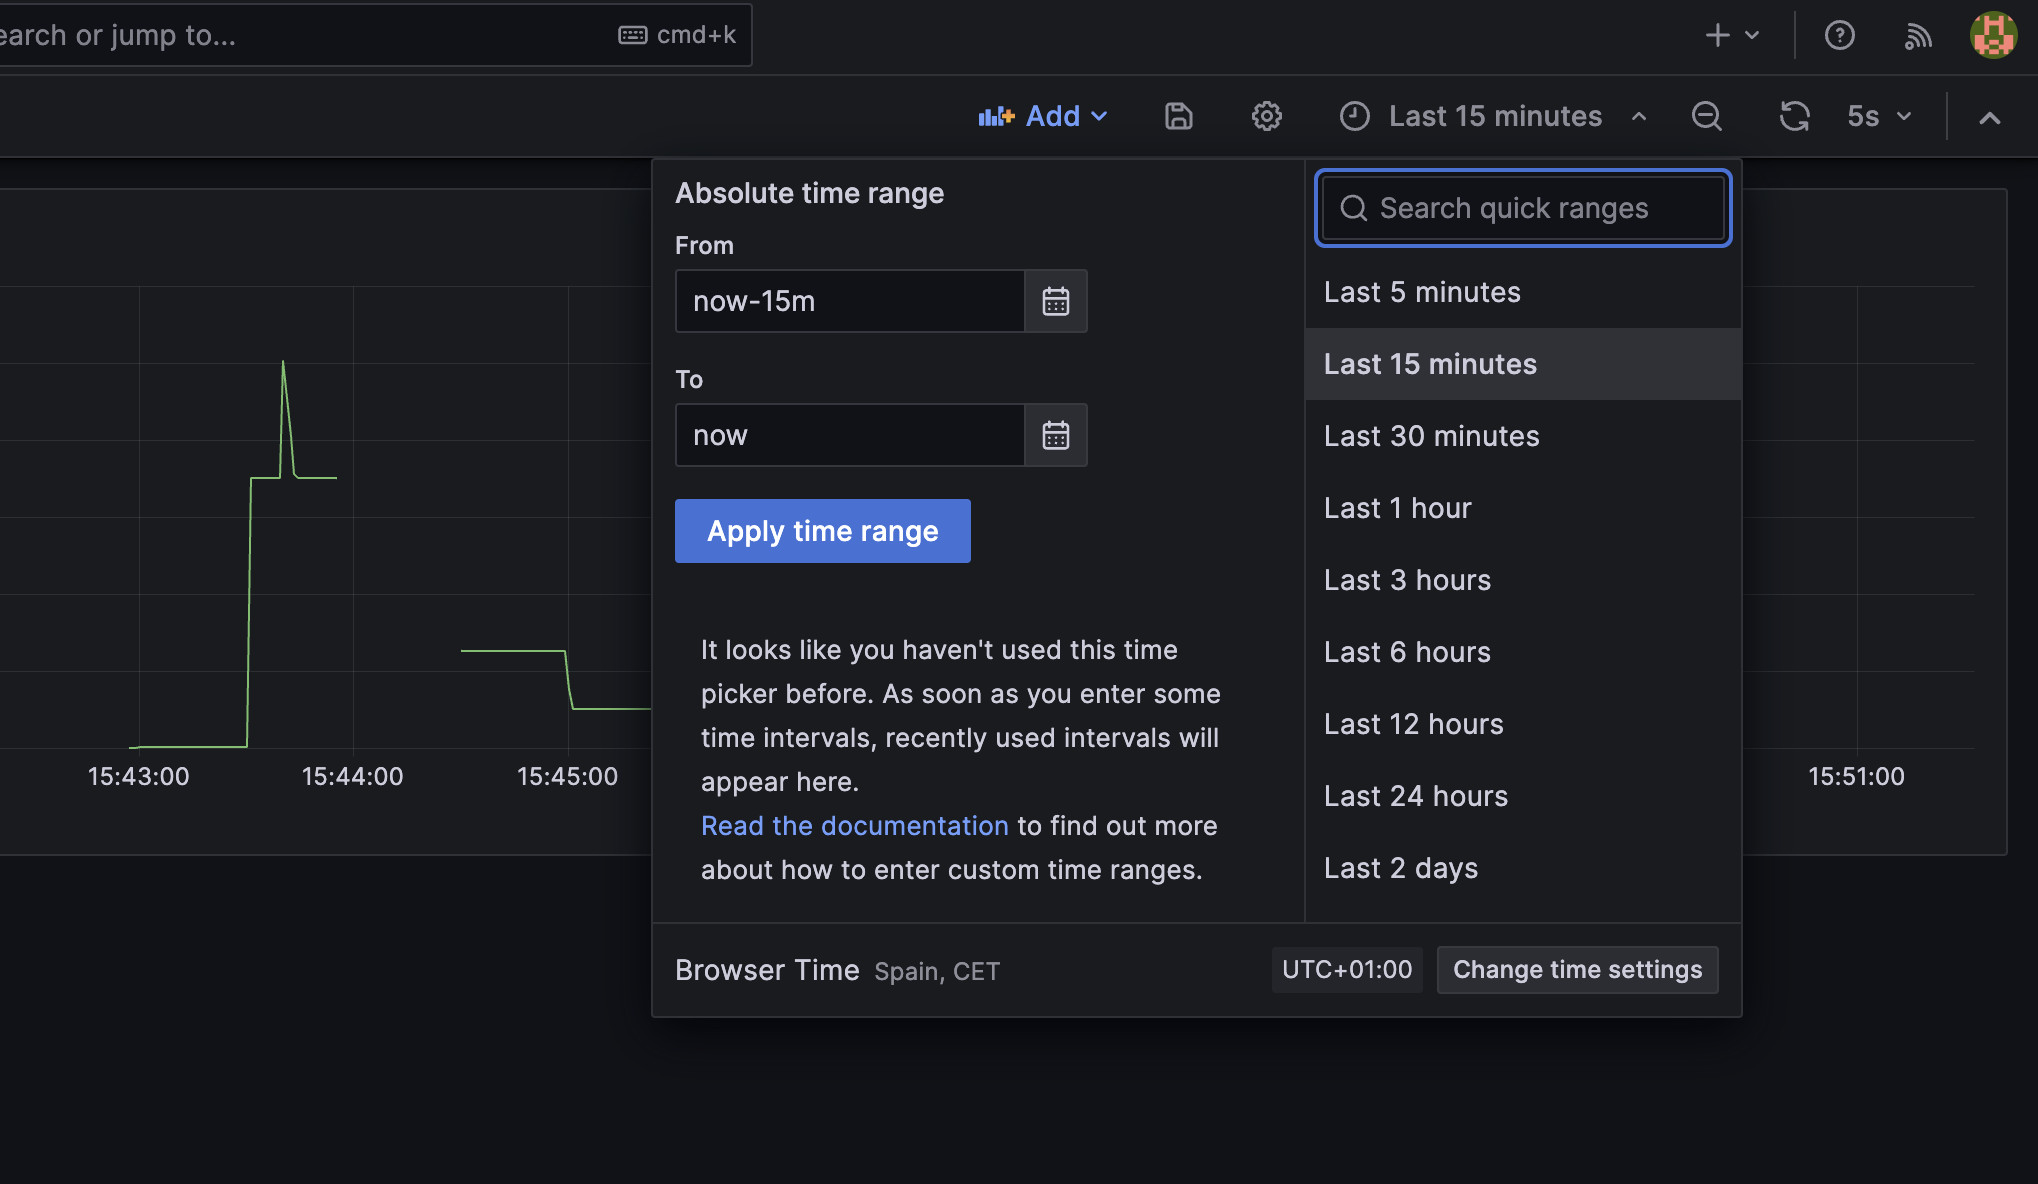 earch or jump to...
cmd+k
Add
Last 15 minutes
5s
Absolute time range
From
now-15m
To
now
Apply time range
It looks like you haven't used this time
picker before. As soon as you enter some
time intervals, recently used intervals will
appear here.
Read the documentation to find out more
about how to enter custom time ranges.
Search quick ranges
Last 5 minutes
Last 15 minutes
Last 30 minutes
Last 1 hour
Last 3 hours
Last 6 hours
Last 12 hours
Last 24 hours
Last 2 days
Browser Time Spain, CET
UTC+01:00
Change time settings
15:43:00
15:44:00
15:45:00
15:51:00